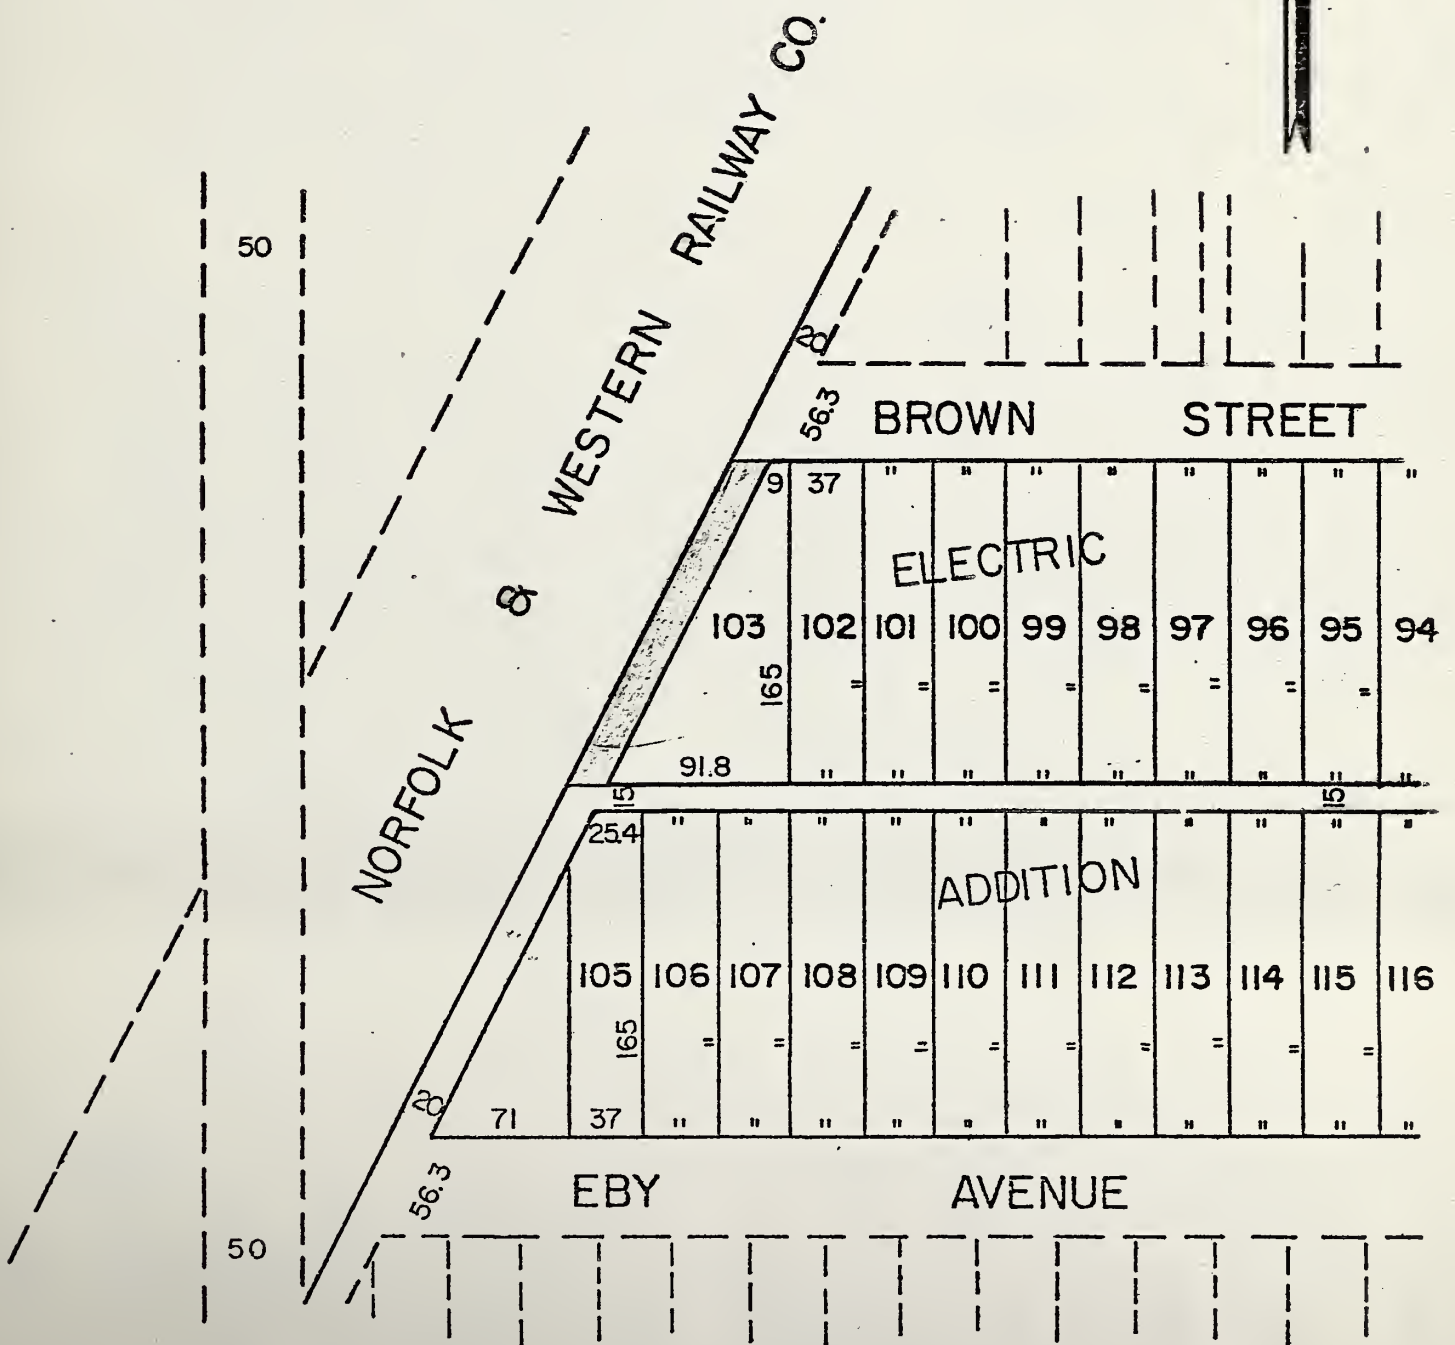 NORFOLK & WESTERN RAILWAY CO.
50
20
56.3
BROWN STREET
9 37 " " " " " " " "
ELECTRIC
103 102 101 100 99 98 97 96 95 94
165 " " " " " " " "
91.8 " " " " " " " " "
15 15
25.4 " " " " " " " " " " "
ADDITION
105 106 107 108 109 110 111 112 113 114 115 116
165 " " " " " " " " " "
20
71 37 " " " " " " " " " " "
56.3
EBY AVENUE
50